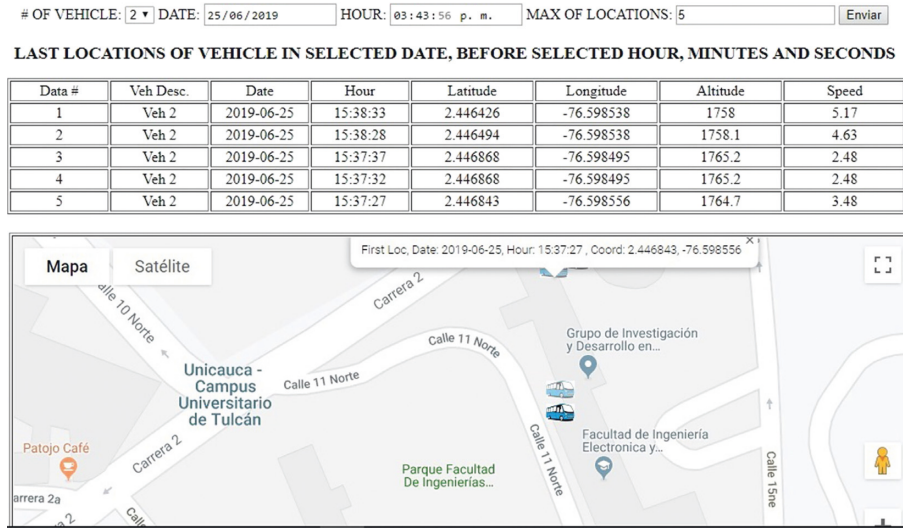 # OF VEHICLE: 2 DATE: 25/06/2019 HOUR: 03:43:56 p. m. MAX OF LOCATIONS: 5 Enviar
LAST LOCATIONS OF VEHICLE IN SELECTED DATE, BEFORE SELECTED HOUR, MINUTES AND SECONDS
Data # Veh Desc. Date Hour Latitude Longitude Altitude Speed
1 Veh 2 2019-06-25 15:38:33 2.446426 -76.598538 1758 5.17
2 Veh 2 2019-06-25 15:38:28 2.446494 -76.598538 1758.1 4.63
3 Veh 2 2019-06-25 15:37:37 2.446868 -76.598495 1765.2 2.48
4 Veh 2 2019-06-25 15:37:32 2.446868 -76.598495 1765.2 2.48
5 Veh 2 2019-06-25 15:37:27 2.446843 -76.598556 1764.7 3.48
First Loc, Date: 2019-06-25, Hour: 15:37:27 , Coord: 2.446843, -76.598556
Mapa Satélite
alle 10 Norte
Carrera 2
Calle 11 Norte
Grupo de Investigación
y Desarrollo en...
Unicauca -
Campus
Universitario
de Tulcán
Calle 11 Norte
Patojo Café
Carrera 2
Calle 11 Norte
Facultad de Ingeniería
Electronica y...
Parque Facultad
De Ingenierías...
Calle 15ne
arrera 2a
a 2
Calle